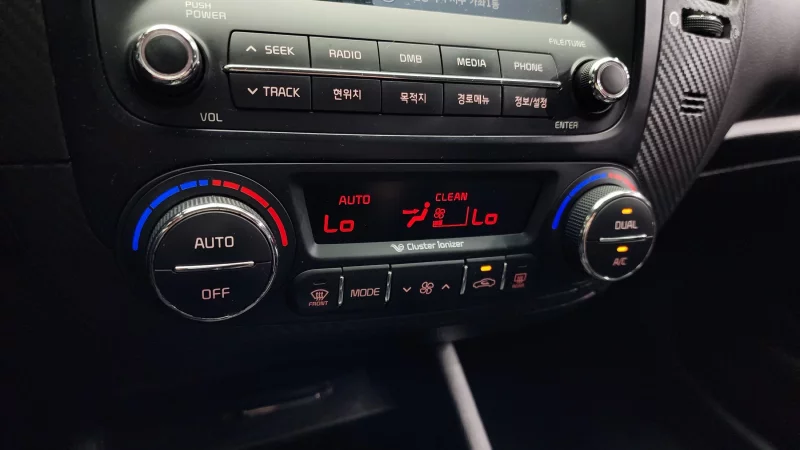 PUSH
POWER
FILE/TUNE
SEEK RADIO DMB MEDIA PHONE
TRACK 현위치 목적지 경로메뉴 정보/설정
VOL
ENTER
AUTO CLEAN
Lo Lo
Cluster Ionizer
AUTO
OFF
DUAL
A/C
FRONT MODE REAR